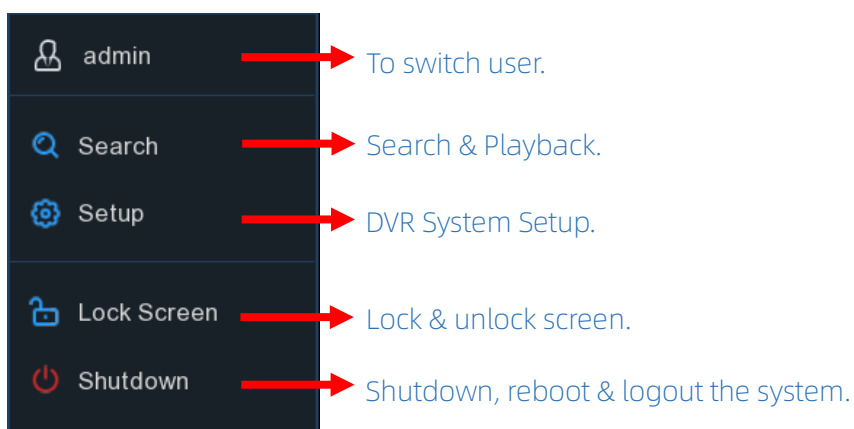 admin
To switch user.
Search
Search & Playback.
Setup
DVR System Setup.
Lock Screen
Lock & unlock screen.
Shutdown
Shutdown, reboot & logout the system.